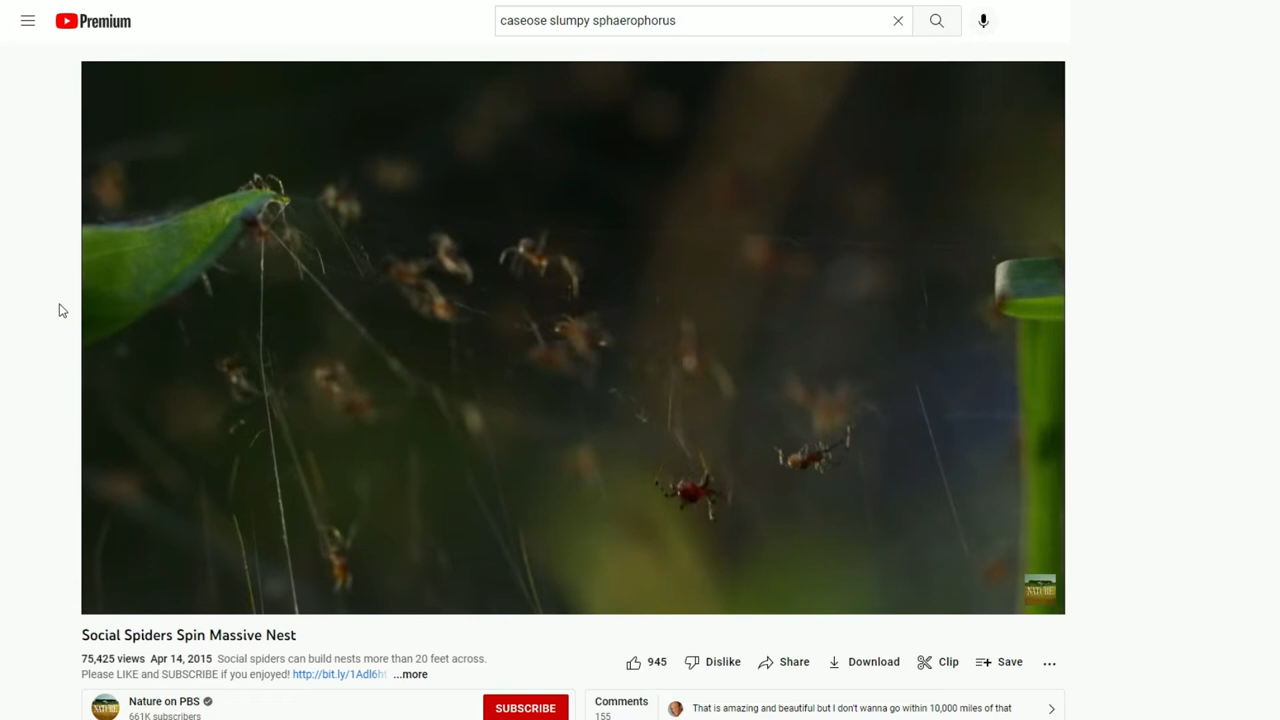 Premium
caseose slumpy sphaerophorus
NATURE
Social Spiders Spin Massive Nest
75,425 views Apr 14, 2015 Social spiders can build nests more than 20 feet across.
Please LIKE and SUBSCRIBE if you enjoyed! http://bit.ly/1Adl6h ...more
945 Dislike Share Download Clip Save
Nature on PBS
661K subscribers
SUBSCRIBE
Comments
155
That is amazing and beautiful but I don't wanna go within 10,000 miles of that